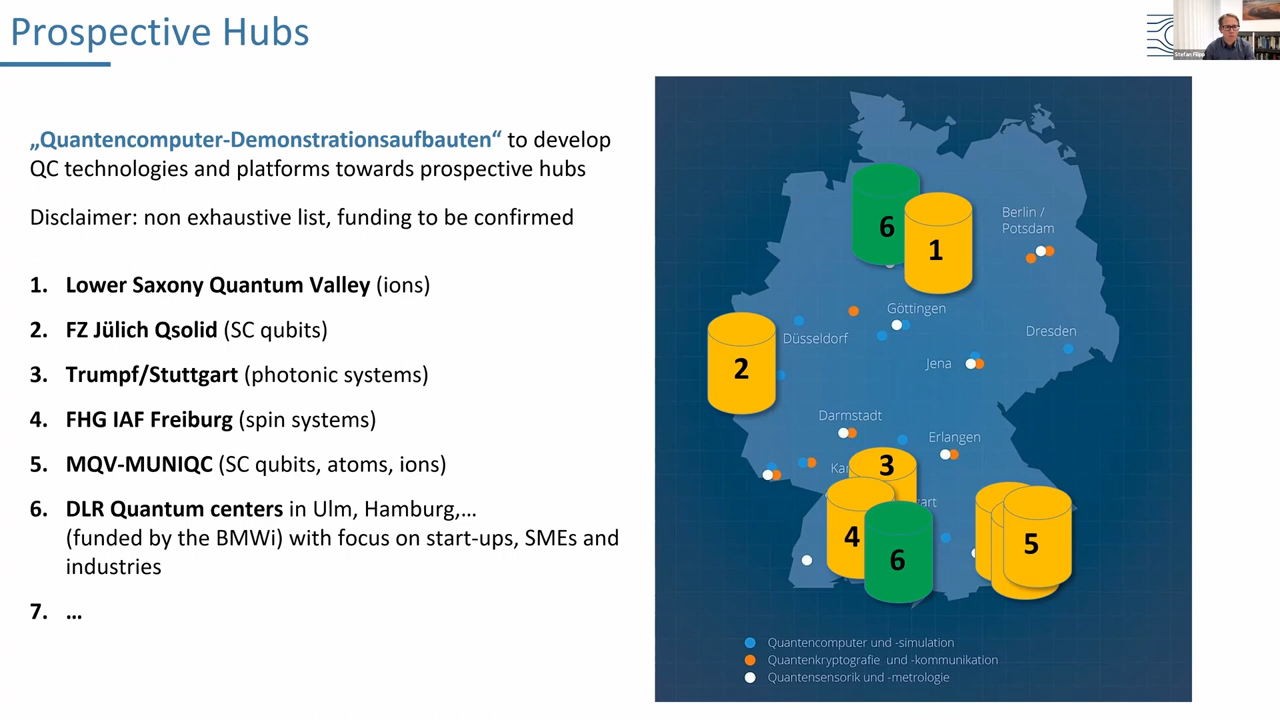 Prospective Hubs
Stefan Filipp
„Quantencomputer-Demonstrationsaufbauten“ to develop
QC technologies and platforms towards prospective hubs
Disclaimer: non exhaustive list, funding to be confirmed
1. Lower Saxony Quantum Valley (ions)
2. FZ Jülich Qsolid (SC qubits)
3. Trumpf/Stuttgart (photonic systems)
4. FHG IAF Freiburg (spin systems)
5. MQV-MUNIQC (SC qubits, atoms, ions)
6. DLR Quantum centers in Ulm, Hamburg,...
(funded by the BMWi) with focus on start-ups, SMEs and
industries
7. ...
6
1
Berlin /
Potsdam
Göttingen
Düsseldorf
Dresden
2
Jena
Darmstadt
Erlangen
3
Kar
art
4
6
5
Quantencomputer und -simulation
Quantenkryptografie und -kommunikation
Quantensensorik und -metrologie